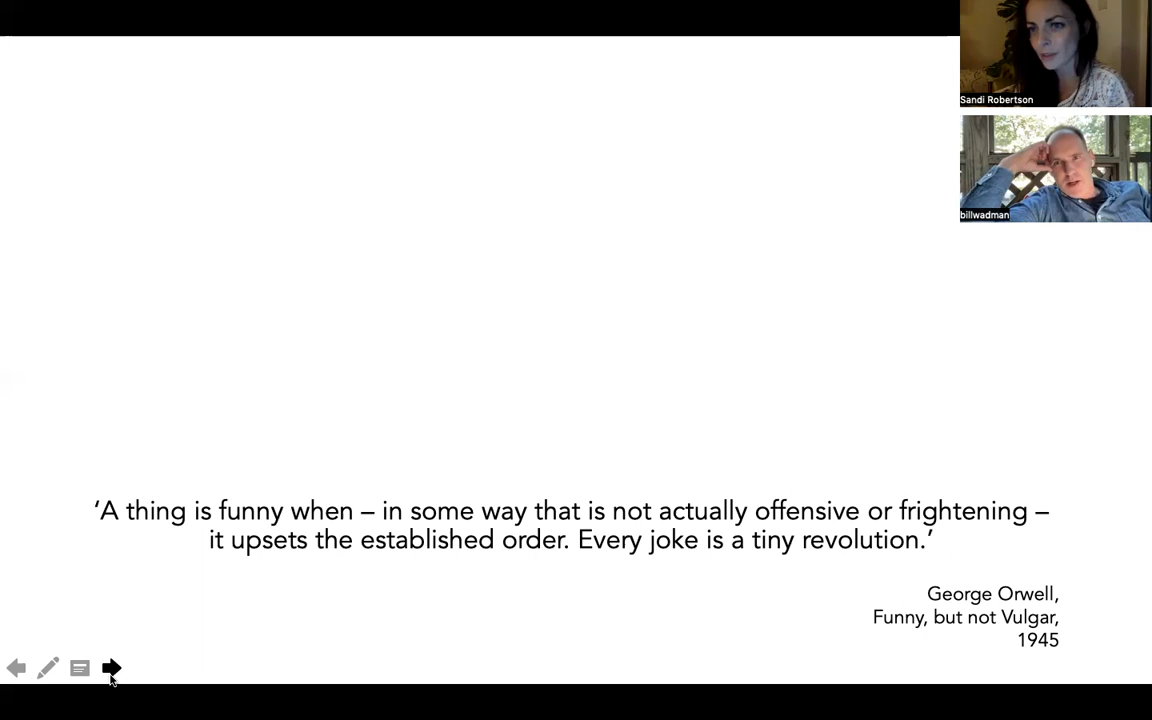 Sandi Robertson
billwadman
‘A thing is funny when – in some way that is not actually offensive or frightening –
it upsets the established order. Every joke is a tiny revolution.’
George Orwell,
Funny, but not Vulgar,
1945